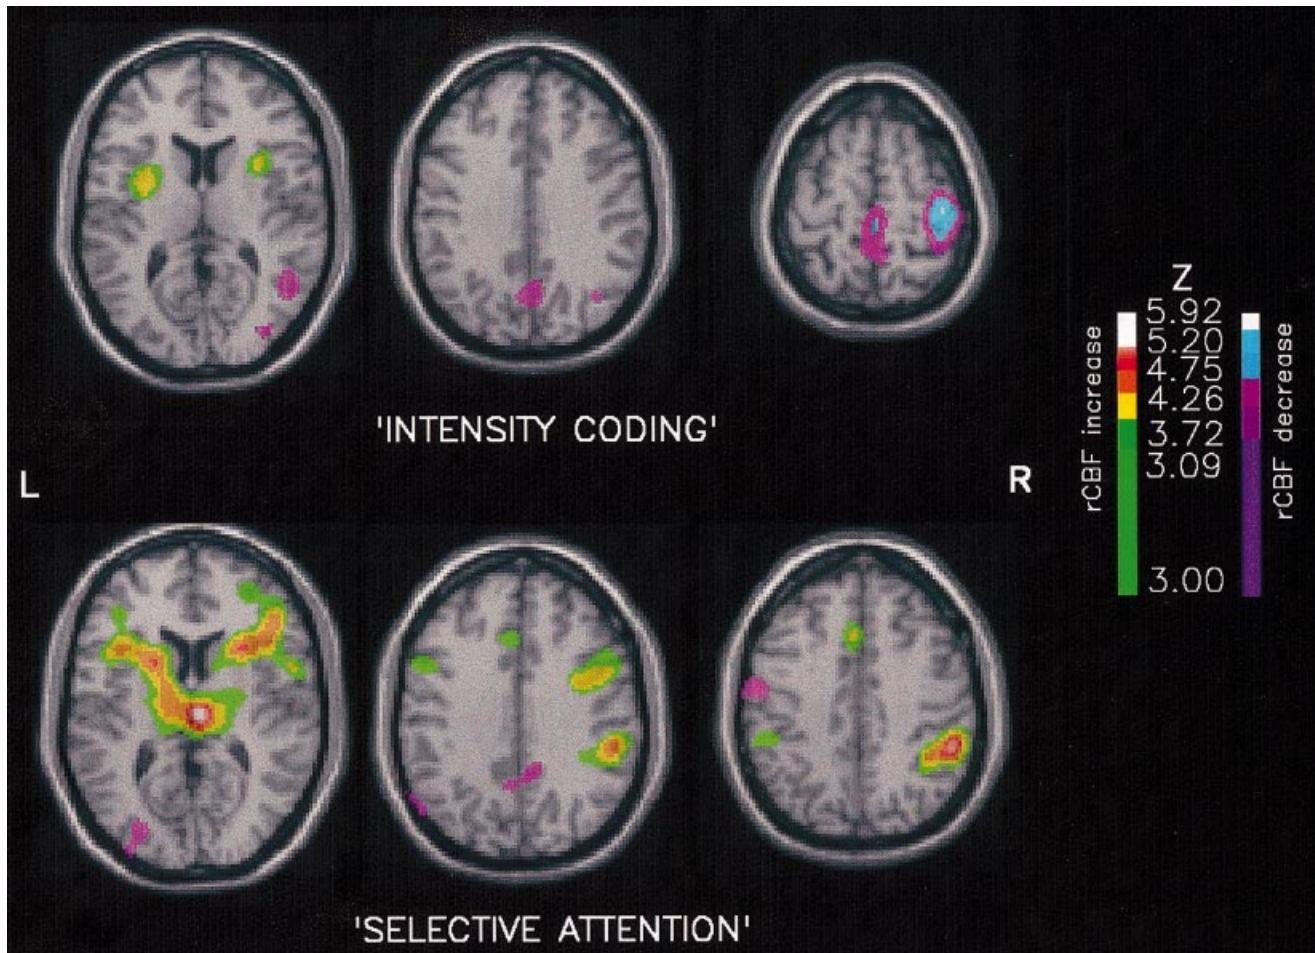 Z
5.92
5.20
4.75
4.26
3.72
3.09
3.00
rCBF increase
rCBF decrease
'INTENSITY CODING'
L
R
'SELECTIVE ATTENTION'